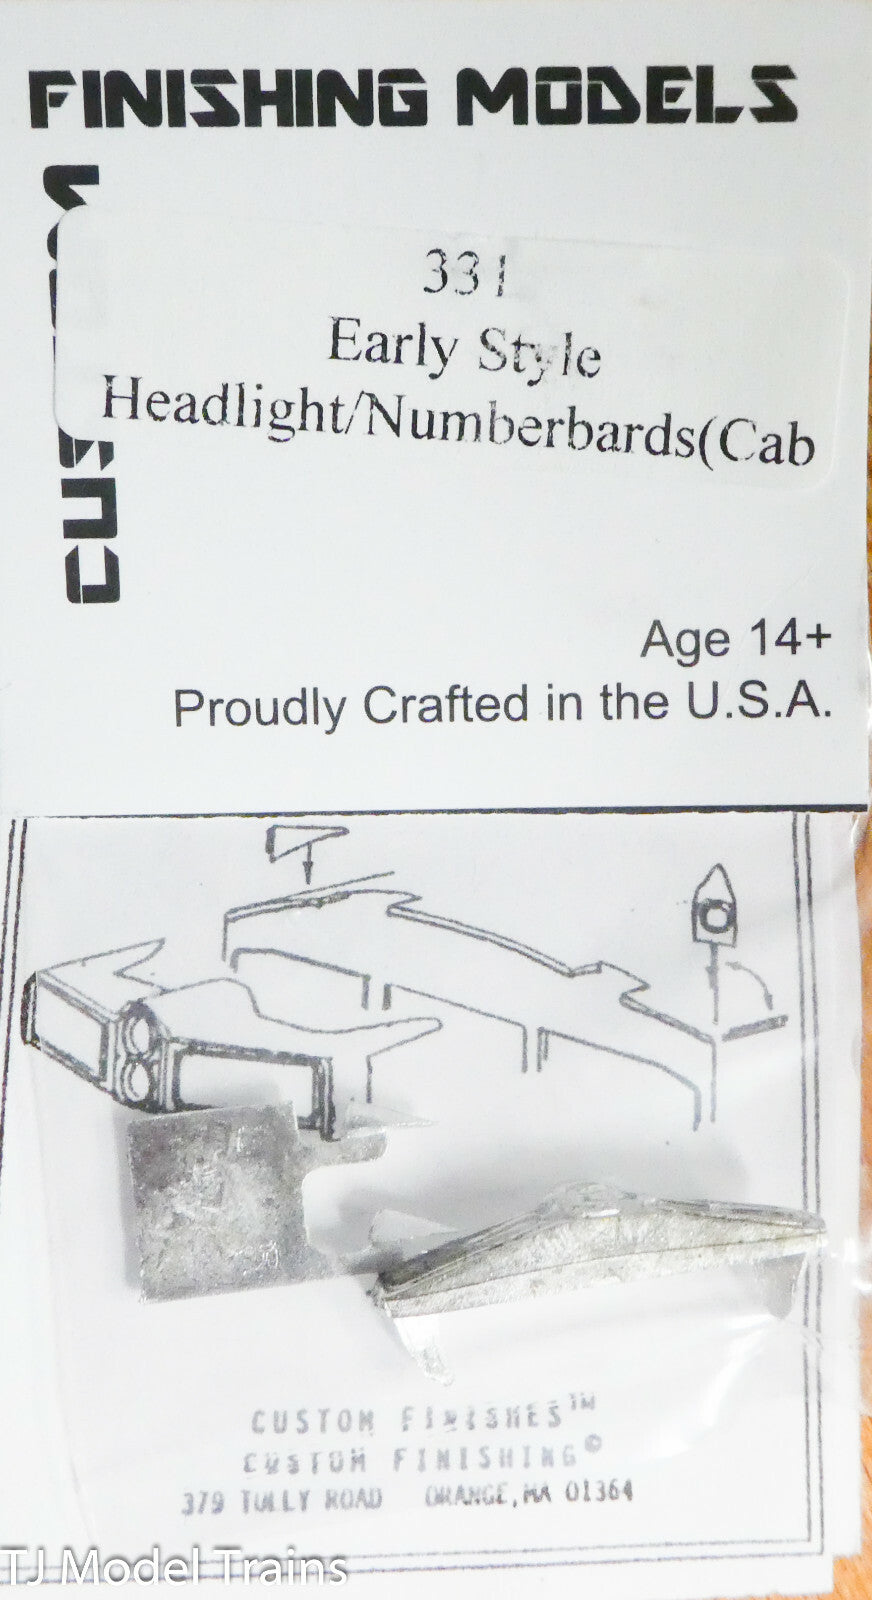 FINISHING MODELS
CUS
331
Early Style
Headlight/Numberbards(Cab
Age 14+
Proudly Crafted in the U.S.A.
CUSTOM FINISHES™
CUSTOM FINISHING©
379 TULLY ROAD ORANGE, MA 01364
TJ Model Trains